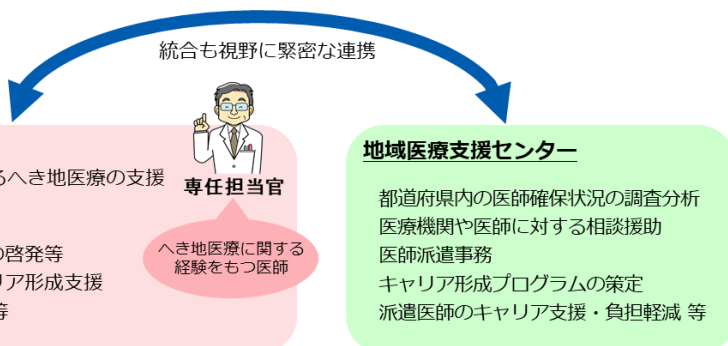 統合も視野に緊密な連携
るへき地医療の支援
専任担当官
の啓発等
リア形成支援
等
へき地医療に関する
経験をもつ医師
地域医療支援センター
都道府県内の医師確保状況の調査分析
医療機関や医師に対する相談援助
医師派遣事務
キャリア形成プログラムの策定
派遣医師のキャリア支援・負担軽減 等